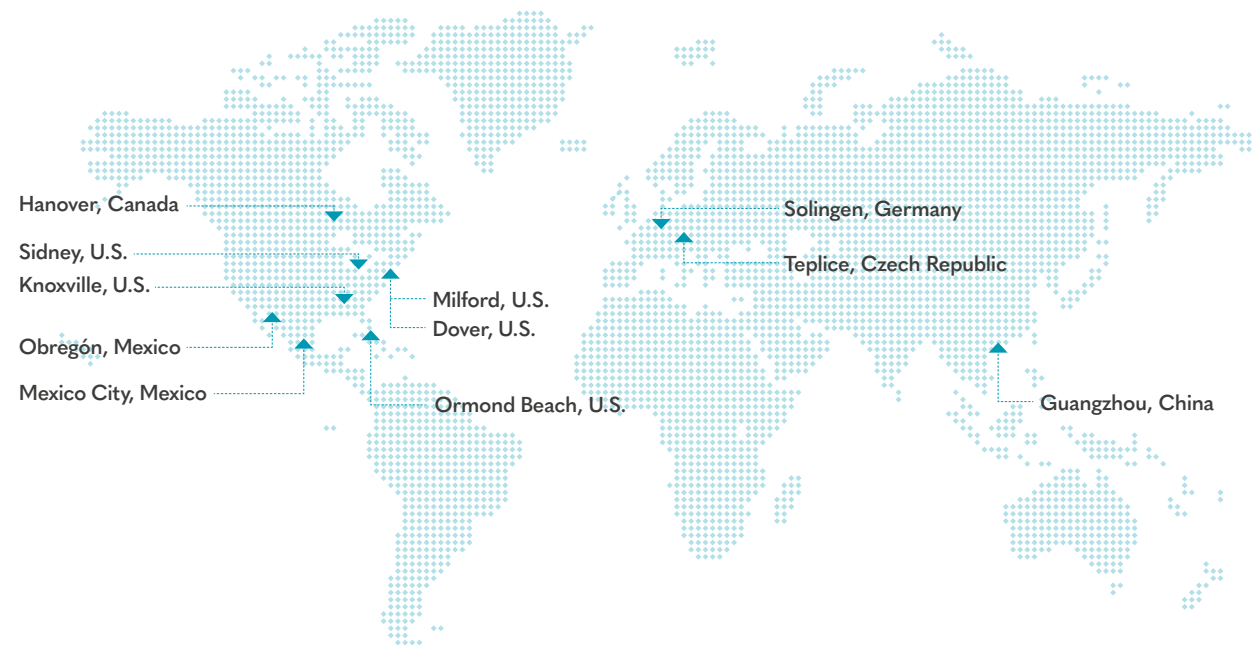 Hanover, Canada
Sidney, U.S.
Knoxville, U.S.
Obregón, Mexico
Mexico City, Mexico
Milford, U.S.
Dover, U.S.
Ormond Beach, U.S.
Solingen, Germany
Teplice, Czech Republic
Guangzhou, China